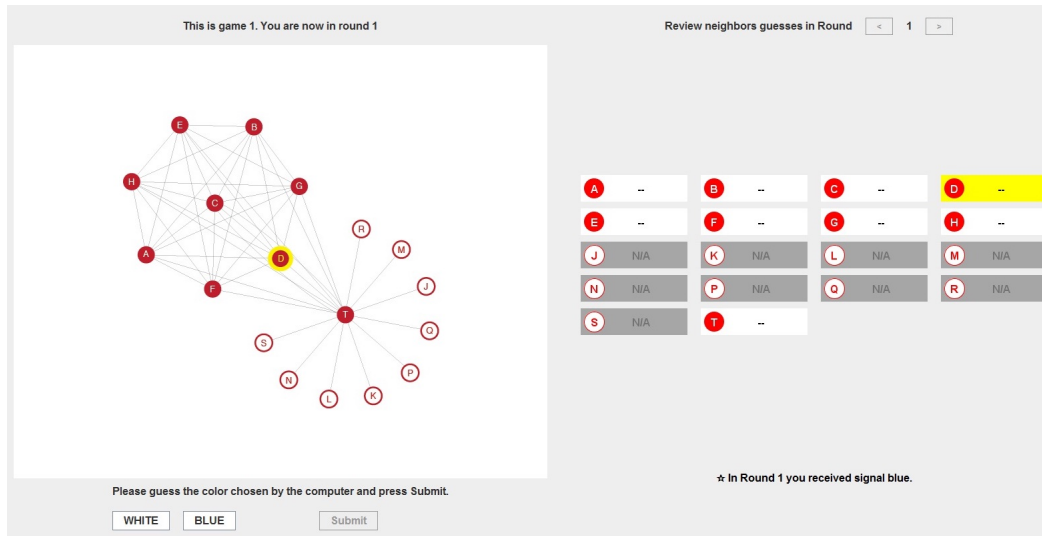 This is game 1. You are now in round 1
Review neighbors guesses in Round < 1 >
E
B
H
G
C
R
M
A
D
J
F
T
Q
S
P
N
K
L
A -- B -- C -- D --
E -- F -- G -- H --
J N/A K N/A L N/A M N/A
N N/A P N/A Q N/A R N/A
S N/A T --
☆ In Round 1 you received signal blue.
Please guess the color chosen by the computer and press Submit.
WHITE BLUE Submit